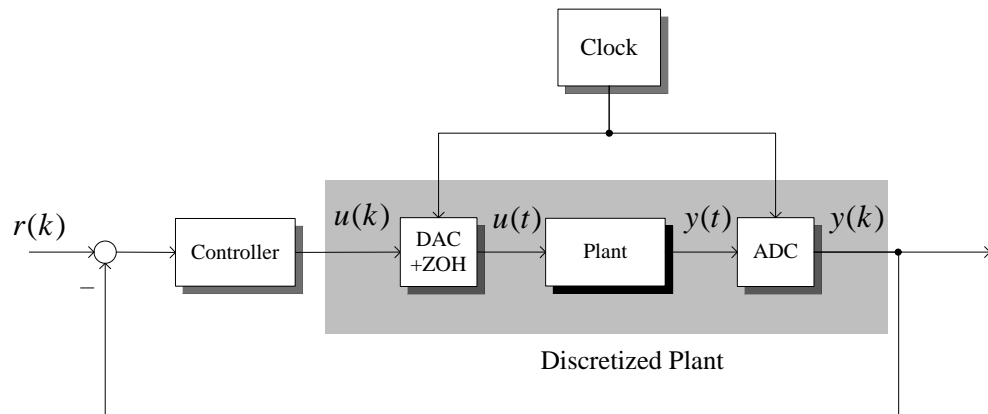 Clock
r(k)
Controller
u(k)
DAC
+ZOH
u(t)
Plant
y(t)
ADC
y(k)
−
Discretized Plant